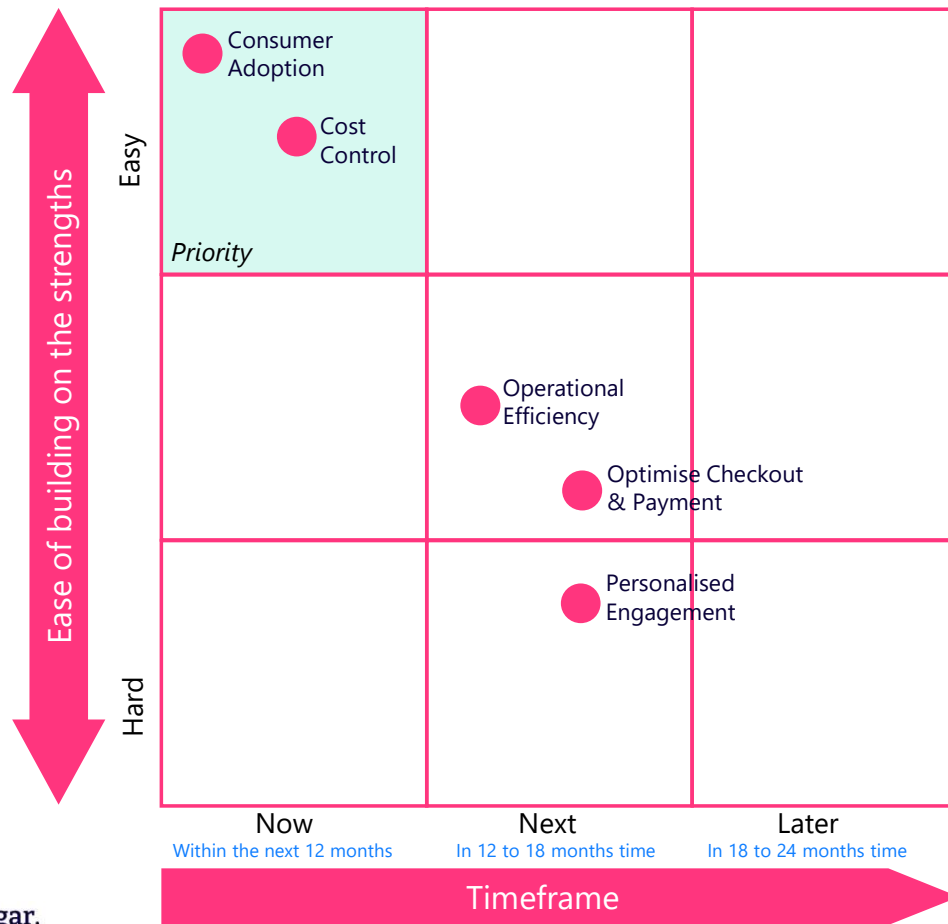 Consumer
Adoption
Cost
Control
Easy
Priority
Ease of building on the strengths
Operational
Efficiency
Optimise Checkout
& Payment
Personalised
Engagement
Hard
Now
Next
Later
Within the next 12 months
In 12 to 18 months time
In 18 to 24 months time
Timeframe
gar.